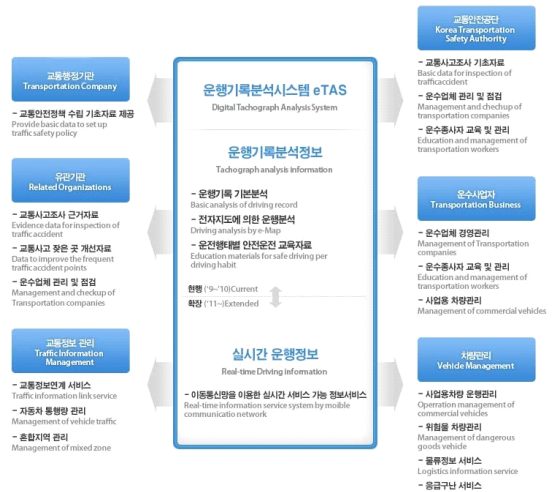 교통행정기관
Transportation Company
- 교통안전정책 수립 기초자료 제공
Provide basic data to set up
traffic safety policy
유관기관
Related Organizations
- 교통사고조사 근거자료
Evidence data for inspection of
traffic accident
- 교통사고 잦은 곳 개선자료
Data to improve the frequent
traffic accident points
- 운수업체 관리 및 점검
Management and checkup of
Transportation companies
교통정보 관리
Traffic Information
Management
- 교통정보연계 서비스
Traffic information link service
- 자동차 통행량 관리
Management of vehicle traffic
- 혼합지역 관리
Management of mixed zone
운행기록분석시스템 eTAS
Digital Tachograph Analysis System
운행기록분석정보
Tachograph analysis information
- 운행기록 기본분석
Basic analysis of driving record
- 전자지도에 의한 운행분석
Driving analysis by e-Map
- 운전행태별 안전운전 교육자료
Education materials for safe driving per
driving habit
현행 ('9~'10)Current
확장 ('11~)Extended
실시간 운행정보
Real-time Driving information
- 이동통신망을 이용한 실시간 서비스 가능 정보서비스
Real-time information service system by moible
communicatio network
교통안전공단
Korea Transportation
Safety Authority
- 교통사고조사 기초자료
Basic data for inspection of
trafficaccident
- 운수업체 관리 및 점검
Management and chechup of
transportation companies
- 운수종사자 교육 및 관리
Education and management of
transportation workers
운수사업자
Transportation Business
- 운수업체 경영관리
Management of Transportation
companies
- 운수종사자 교육 및 관리
Education and management of
transportation workers
- 사업용 차량관리
Management of commercial vehicles
차량관리
Vehicle Management
- 사업용차량 운행관리
Operration management of
commercial vehicles
- 위험물 차량관리
Management of dangerous
goods vehicle
- 물류정보 서비스
Logistics information service
- 응급구난 서비스